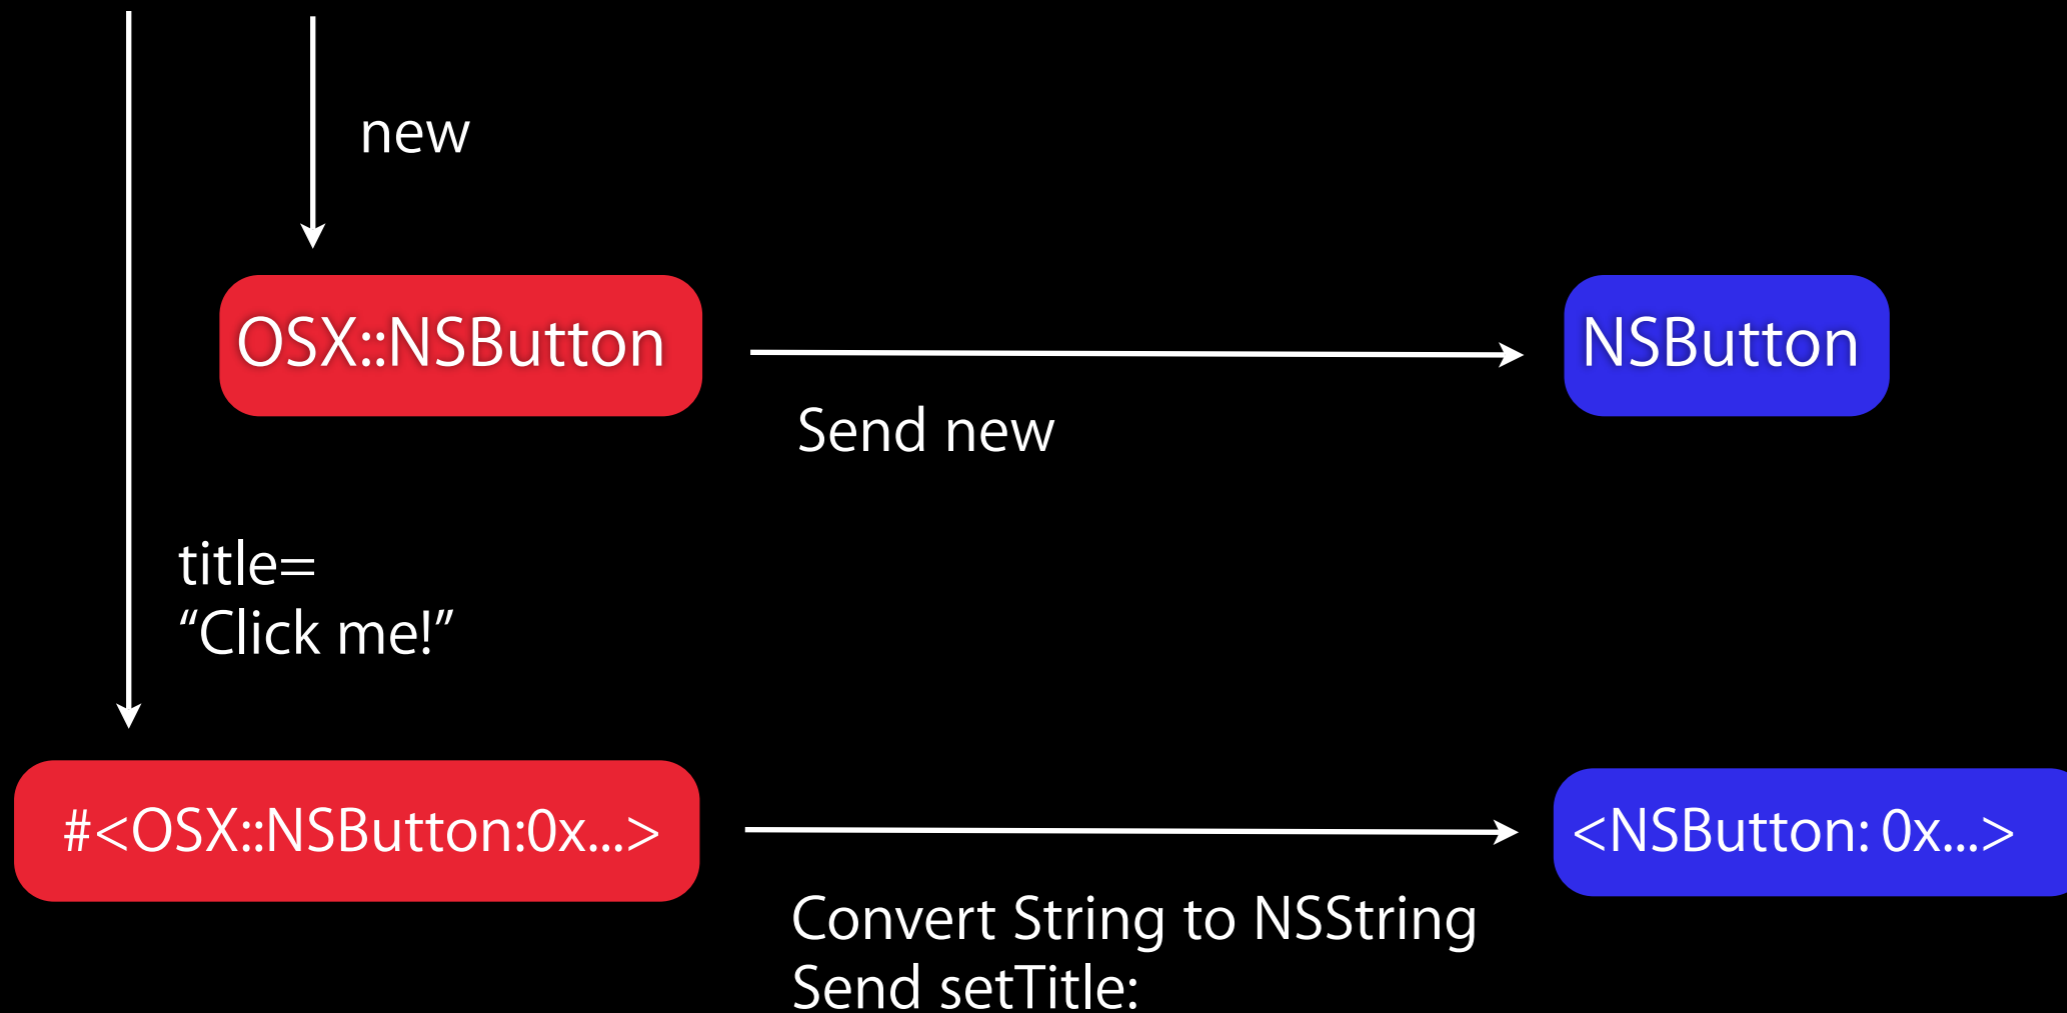 new
OSX::NSButton
NSButton
Send new
title=
“Click me!”
#<OSX::NSButton:0x...>
<NSButton: 0x...>
Convert String to NSString
Send setTitle: